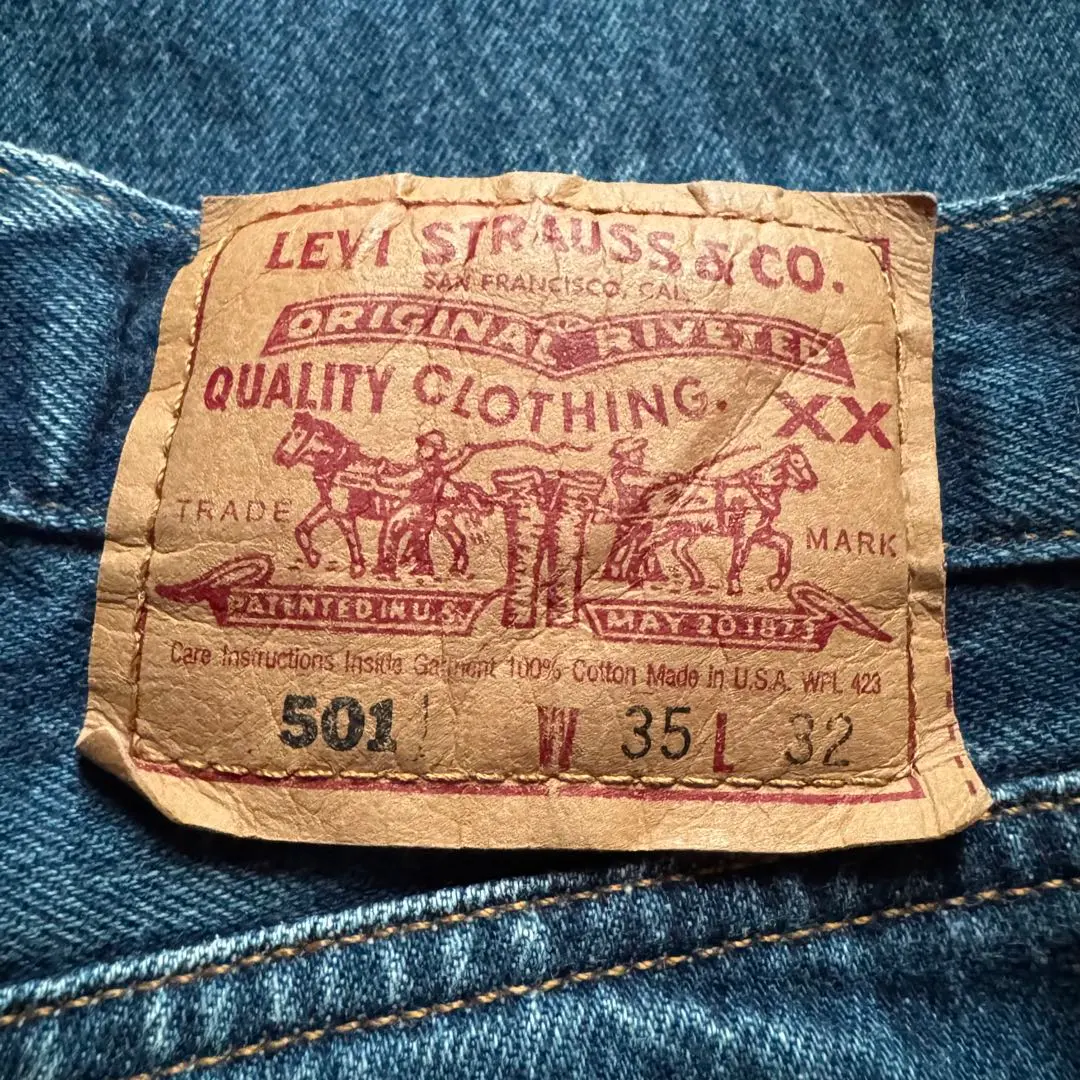 LEVI STRAUSS & CO.
SAN FRANCISCO, CAL.
ORIGINAL RIVETED
QUALITY CLOTHING. XX
TRADE MARK
PATENTED IN U.S. MAY 20 1873
Care Instructions Inside Garment 100% Cotton Made in U.S.A. WPL 423
501 W 35 L 32